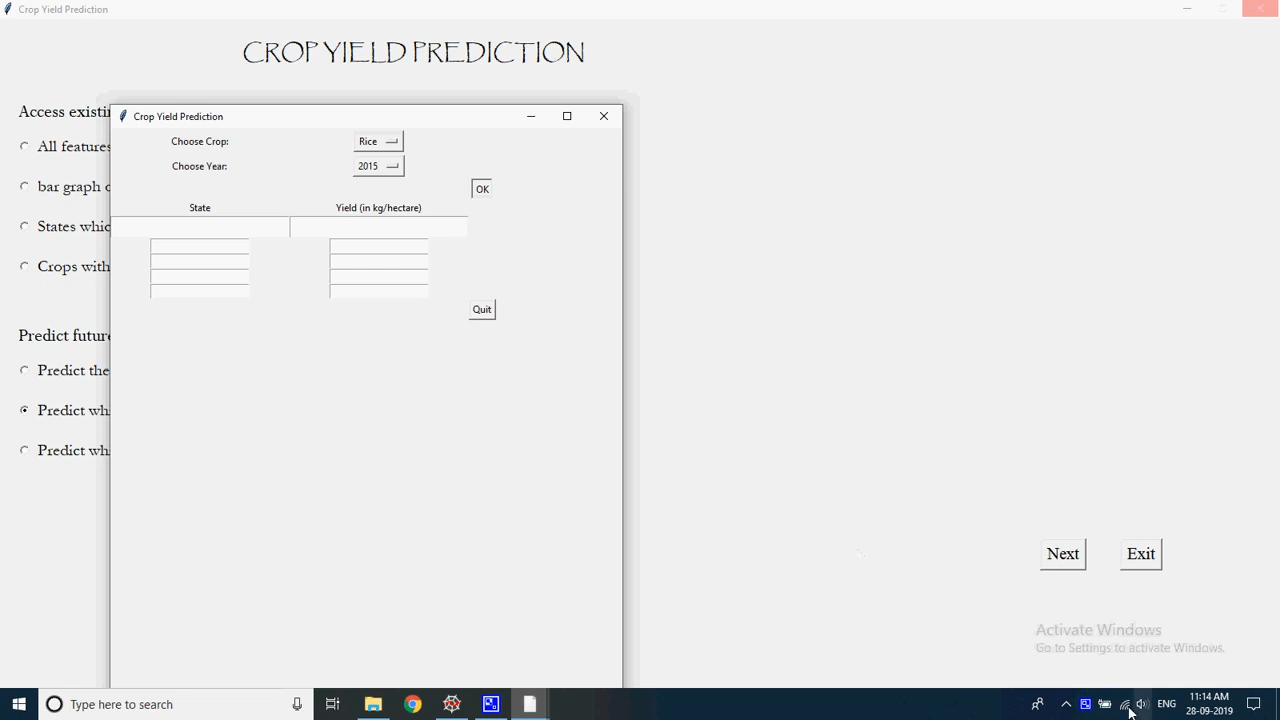 Crop Yield Prediction
CROP YIELD PREDICTION
Access existin
All features
bar graph o
States whic
Crops with
Predict future
Predict the
Predict wh
Predict wh
Crop Yield Prediction
Choose Crop:
Rice
Choose Year:
2015
OK
State
Yield (in kg/hectare)
Quit
Next
Exit
Activate Windows
Go to Settings to activate Windows.
Type here to search
ENG
11:14 AM
28-09-2019